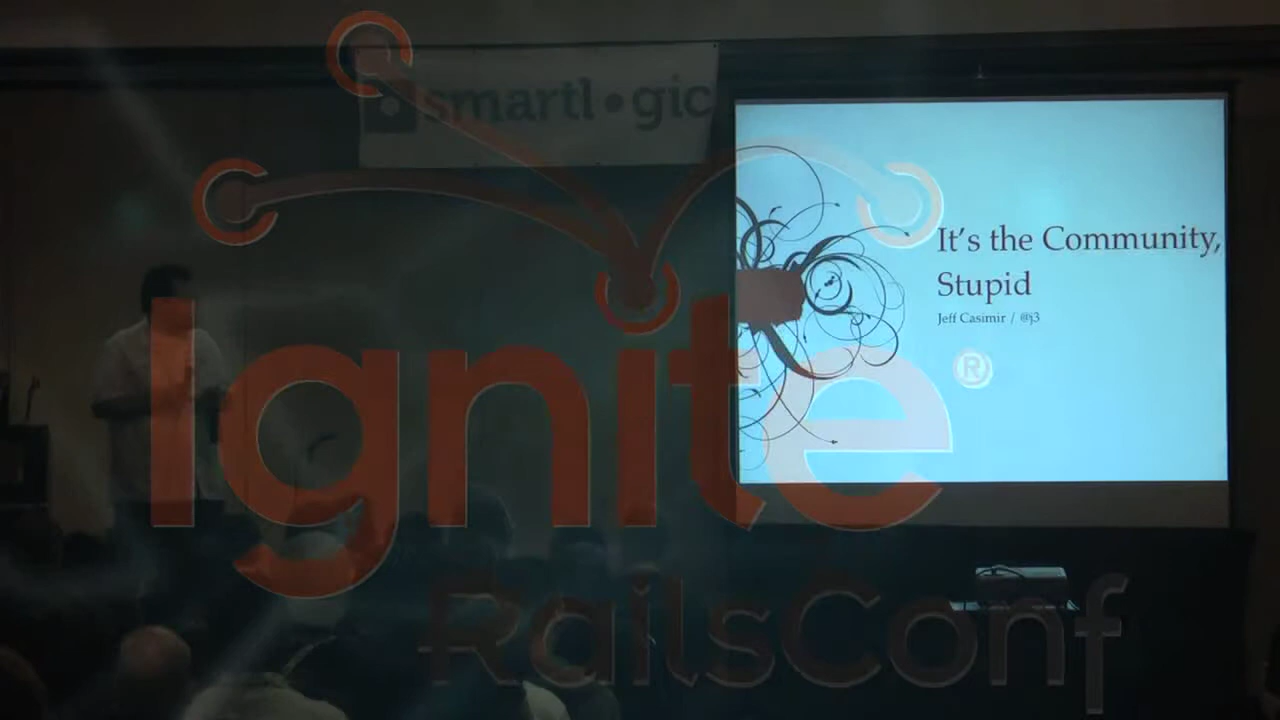 smartl•gic
It's the Community,
Stupid
Jeff Casimir / @j3
Ignite®
RailsConf